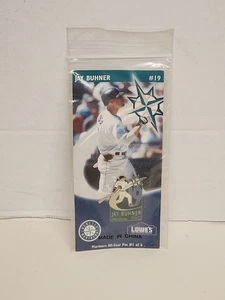 JAY BUHNER #19
JAY BUHNER
LOWE'S
MADE IN CHINA
Mariners All-Star Pin #1 of 4